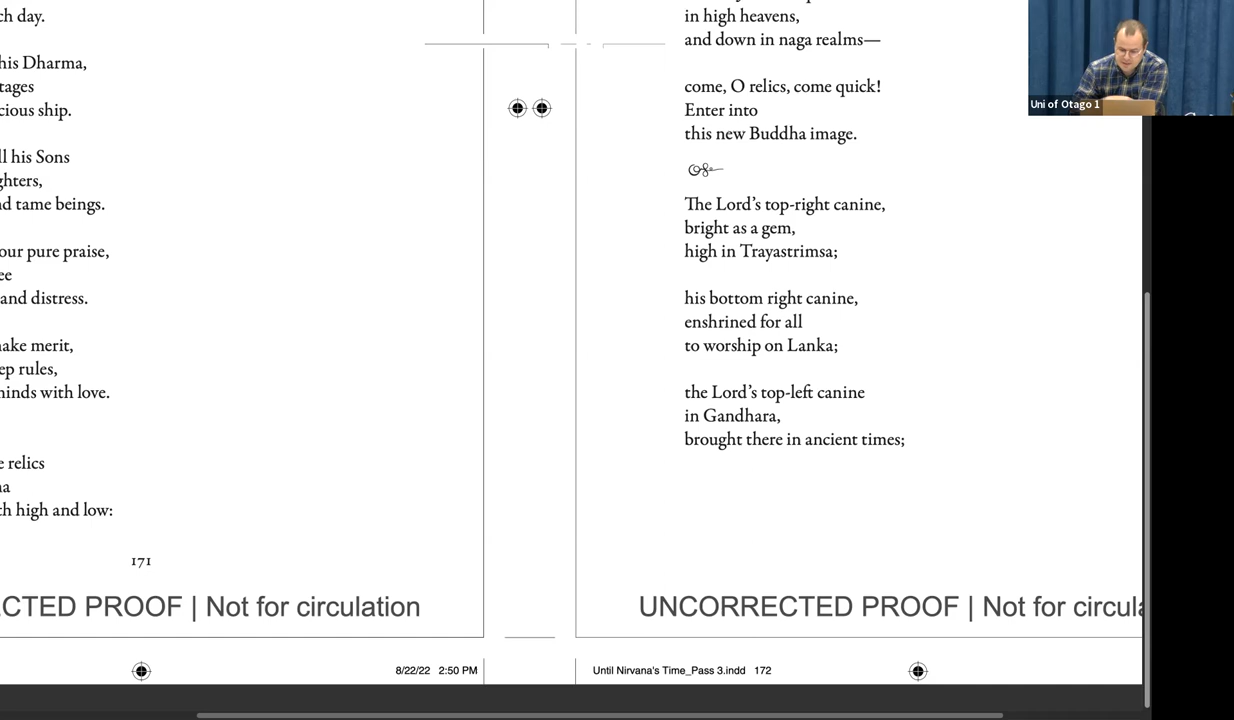 ch day.
his Dharma,
tages
cious ship.
ll his Sons
ghters,
nd tame beings.
our pure praise,
ee
and distress.
nake merit,
ep rules,
minds with love.
e relics
na
th high and low:
171
CTED PROOF | Not for circulation
8/22/22 2:50 PM
in high heavens,
and down in naga realms—
come, O relics, come quick!
Enter into
this new Buddha image.
The Lord's top-right canine,
bright as a gem,
high in Trayastrimsa;
his bottom right canine,
enshrined for all
to worship on Lanka;
the Lord's top-left canine
in Gandhara,
brought there in ancient times;
UNCORRECTED PROOF | Not for circula
Until Nirvana's Time_Pass 3.indd 172
Uni of Otago 1